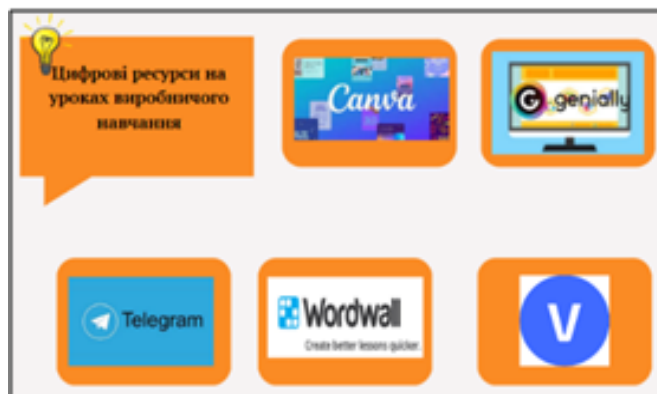 Цифрові ресурси на
уроках виробничого
навчання
Canva
G genially
Telegram
Wordwall
Create better lessons quicker.
V